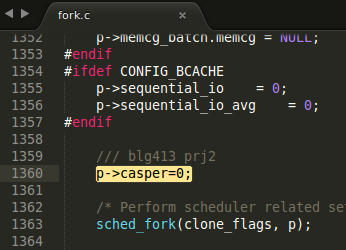 fork.c
1352 p->memcg_batch.memcg = NULL;
1353 #endif
1354 #ifdef CONFIG_BCACHE
1355 p->sequential_io = 0;
1356 p->sequential_io_avg = 0;
1357 #endif
1358
1359 /// blg413 prj2
1360 p->casper=0;
1361
1362 /* Perform scheduler related
1363 sched_fork(clone_flags, p);
1364